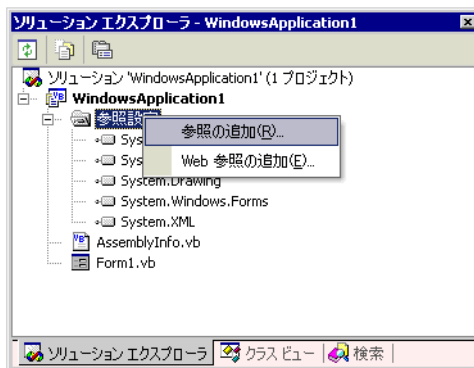 ソリューション エクスプローラ - WindowsApplication1
ソリューション 'WindowsApplication1' (1 プロジェクト)
WindowsApplication1
参照設
参照の追加(R)...
Sys
Web 参照の追加(E)...
Sys
System.Drawing
System.Windows.Forms
System.XML
AssemblyInfo.vb
Form1.vb
ソリューション エクスプローラ クラス ビュー 検索